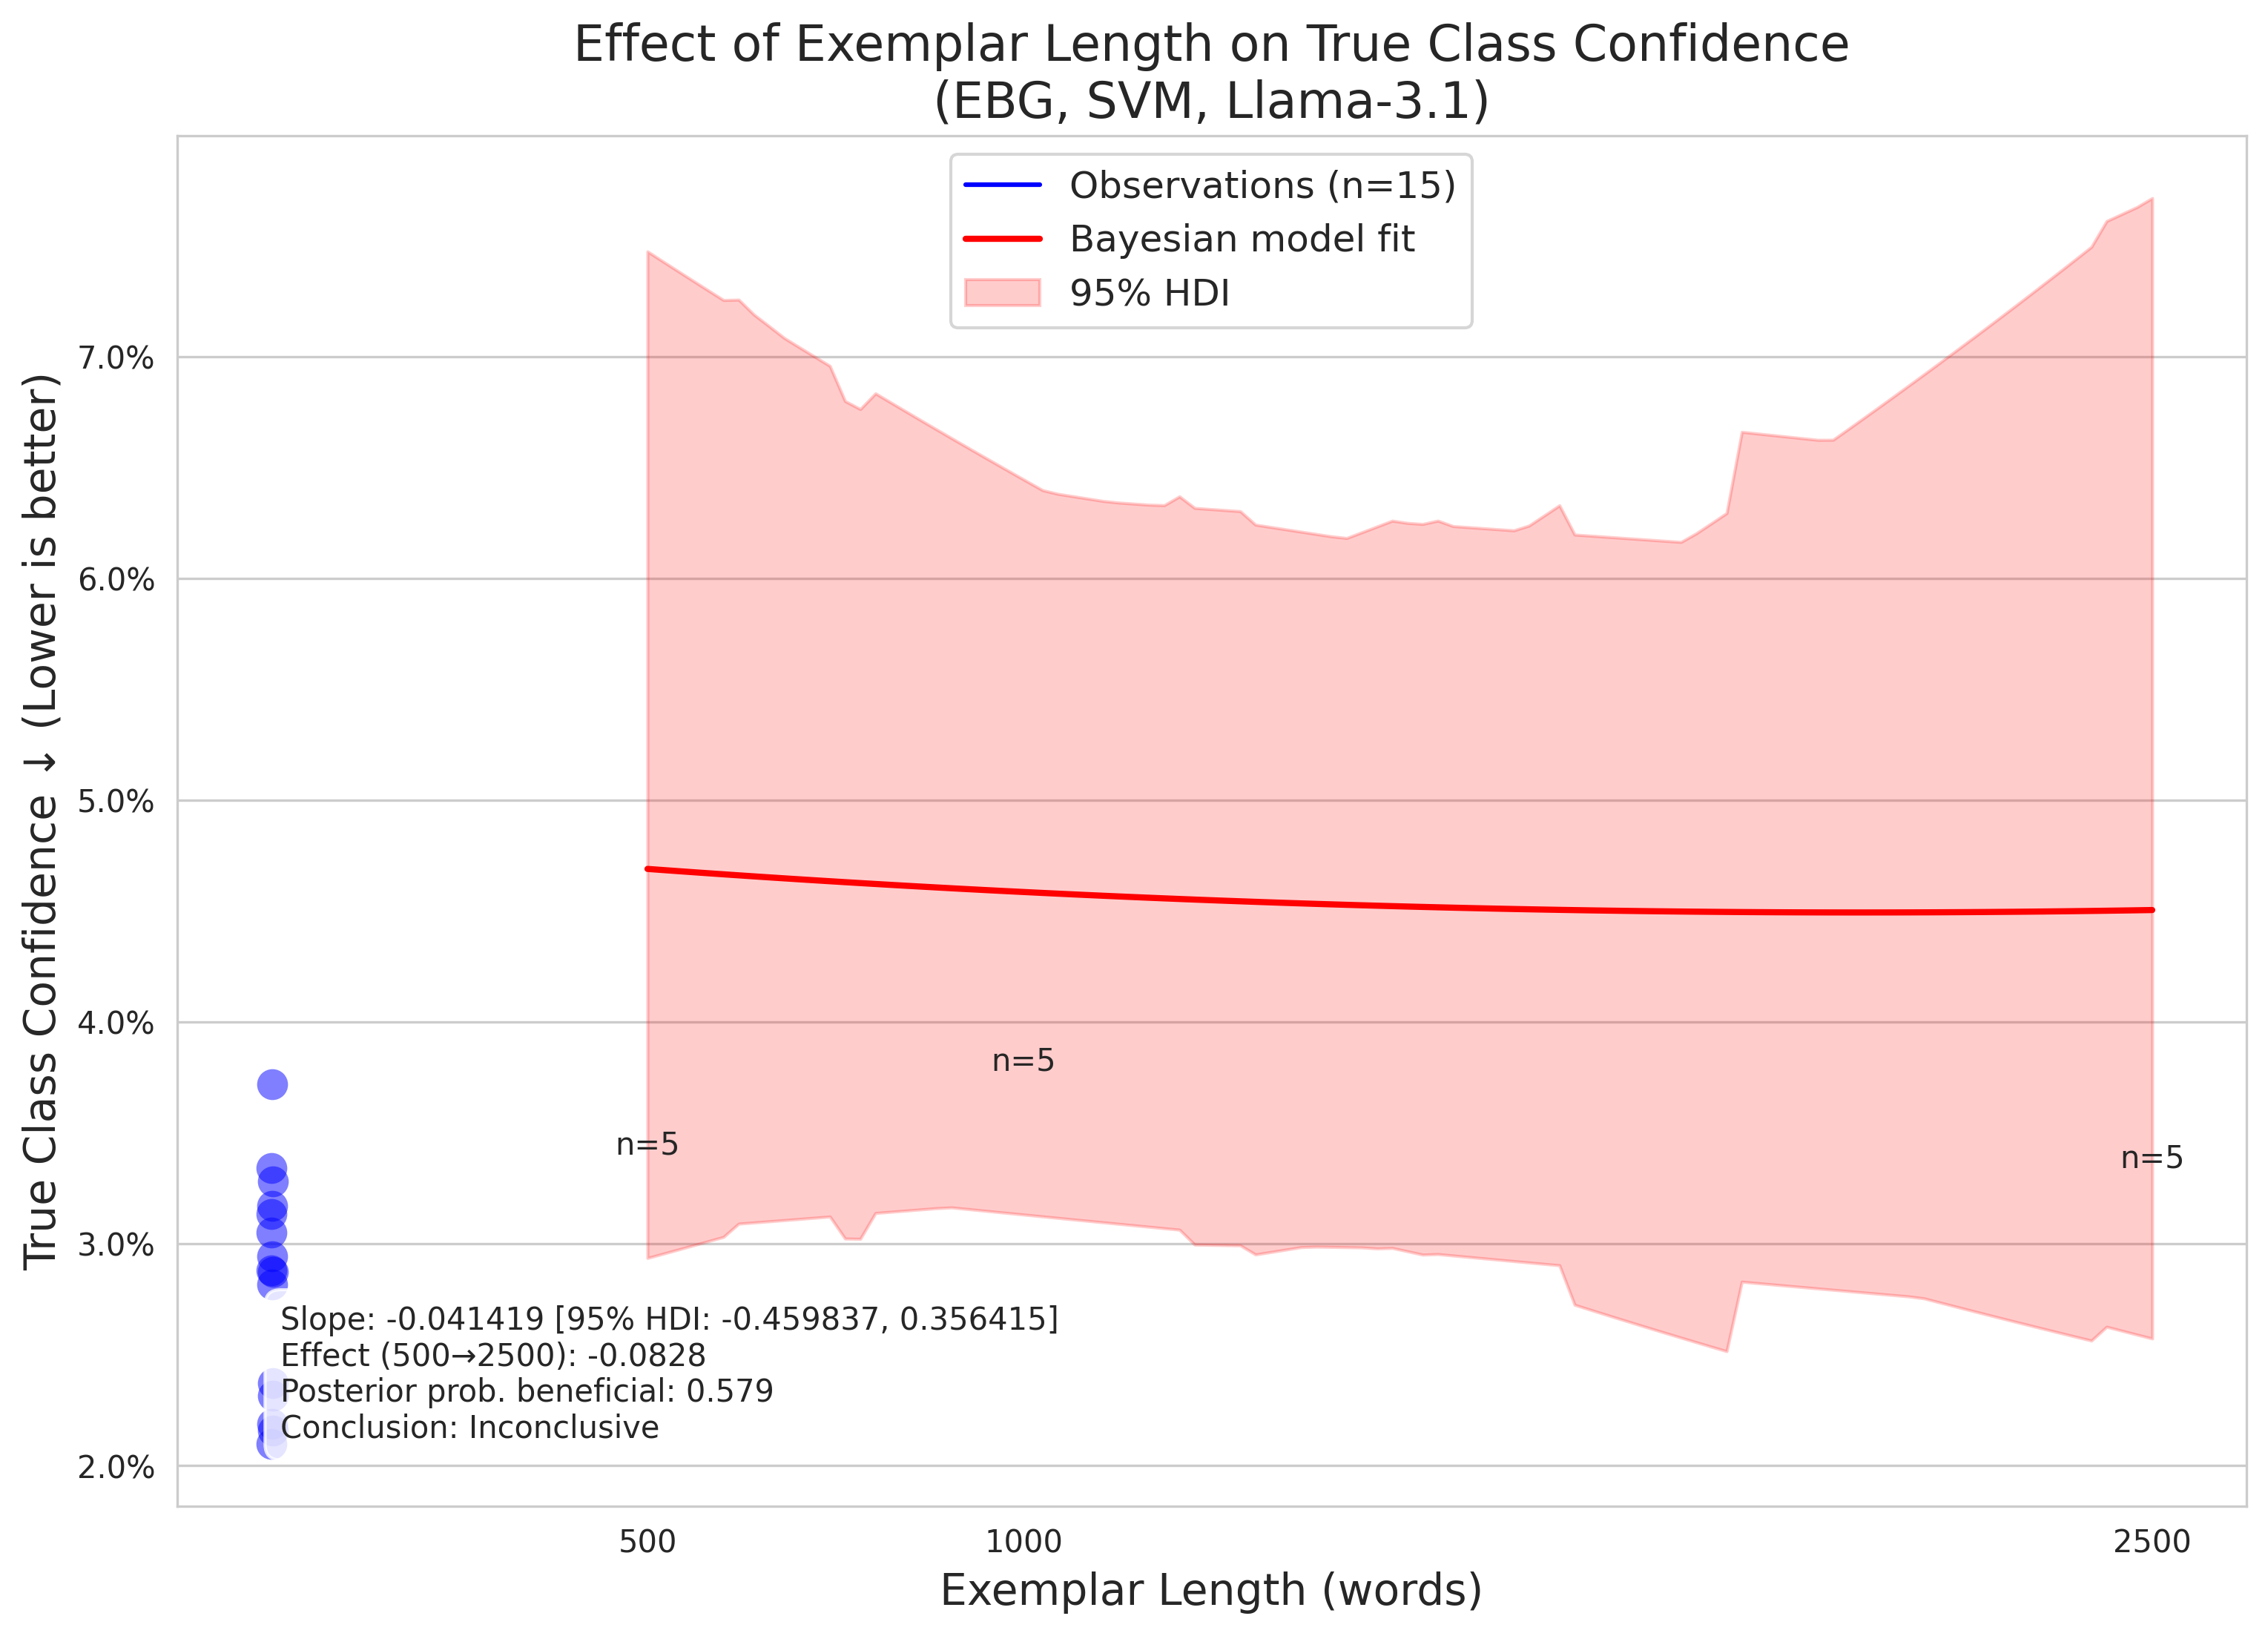 Effect of Exemplar Length on True Class Confidence
(EBG, SVM, Llama-3.1)
Observations (n=15)
Bayesian model fit
95% HDI
True Class Confidence ↓ (Lower is better)
7.0%
6.0%
5.0%
4.0%
3.0%
2.0%
n=5
n=5
n=5
Slope: -0.041419 [95% HDI: -0.459837, 0.356415]
Effect (500→2500): -0.0828
Posterior prob. beneficial: 0.579
Conclusion: Inconclusive
500
1000
2500
Exemplar Length (words)